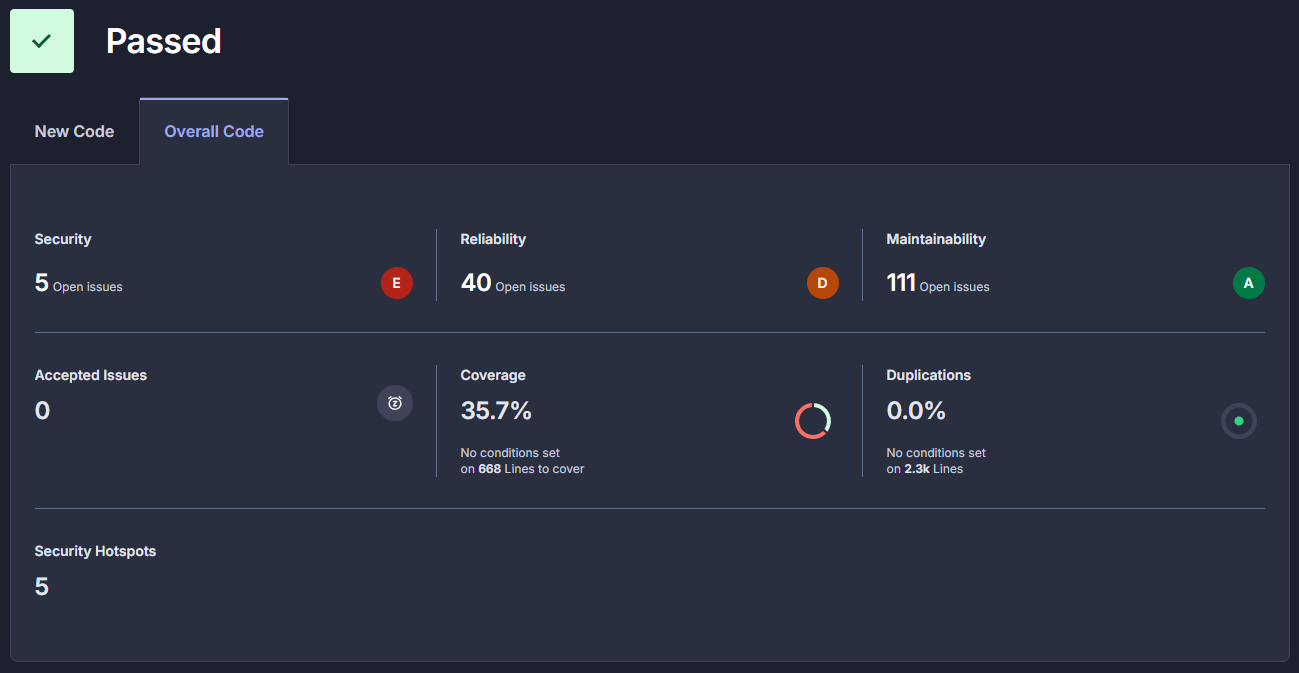 Passed
New Code
Overall Code
Security
5 Open issues
E
Reliability
40 Open issues
D
Maintainability
111 Open issues
A
Accepted Issues
0
Coverage
35.7%
No conditions set
on 668 Lines to cover
Duplications
0.0%
No conditions set
on 2.3k Lines
Security Hotspots
5